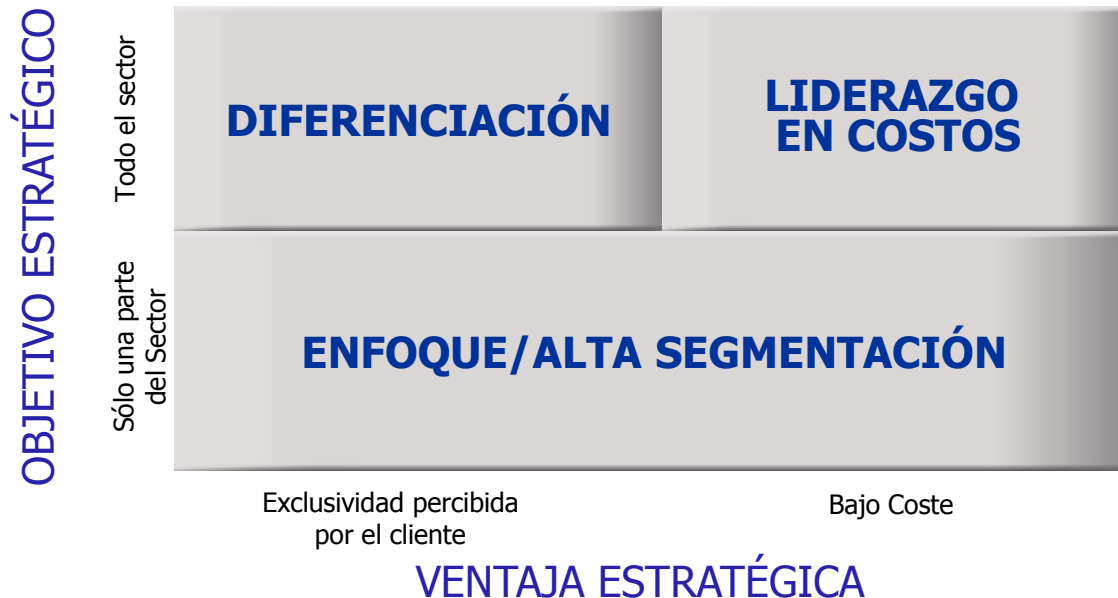 OBJETIVO ESTRATÉGICO
Todo el sector
DIFERENCIACIÓN
LIDERAZGO
EN COSTOS
Sólo una parte
del Sector
ENFOQUE/ALTA SEGMENTACIÓN
Exclusividad percibida
por el cliente
Bajo Coste
VENTAJA ESTRATÉGICA